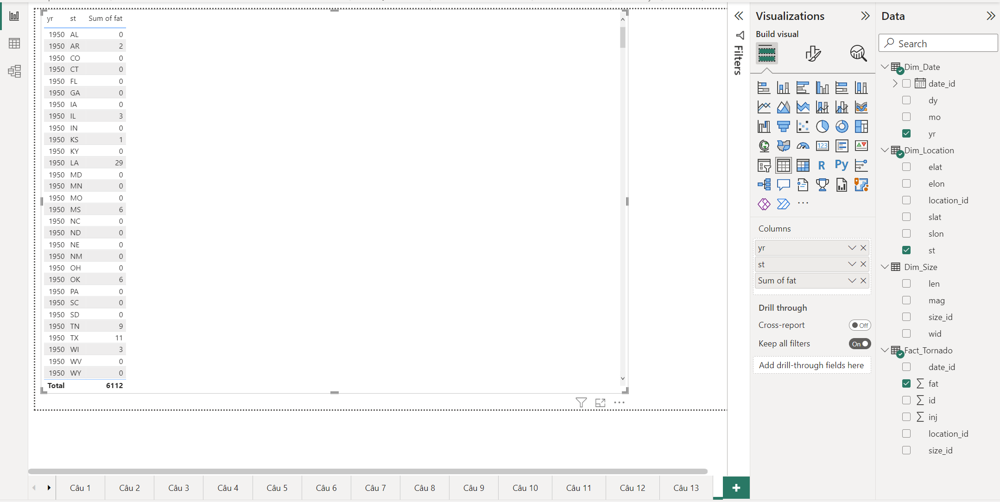 yr st Sum of fat
1950 AL 0
1950 AR 2
1950 CO 0
1950 CT 0
1950 FL 0
1950 GA 0
1950 IA 0
1950 IL 3
1950 IN 0
1950 KS 1
1950 KY 0
1950 LA 29
1950 MD 0
1950 MN 0
1950 MO 0
1950 MS 6
1950 NC 0
1950 ND 0
1950 NE 0
1950 NM 0
1950 OH 0
1950 OK 6
1950 PA 0
1950 SC 0
1950 SD 0
1950 TN 9
1950 TX 11
1950 WI 3
1950 WV 0
1950 WY 0
Total 6112
Filters
Visualizations
Build visual
123
R Py
Columns
yr
st
Sum of fat
Drill through
Cross-report Off
Keep all filters On
Add drill-through fields here
Data
Search
Dim_Date
date_id
dy
mo
yr
Dim_Location
elat
elon
location_id
slat
slon
st
Dim_Size
len
mag
size_id
wid
Fact_Tornado
date_id
fat
id
inj
location_id
size_id
Câu 1 Câu 2 Câu 3 Câu 4 Câu 5 Câu 6 Câu 7 Câu 8 Câu 9 Câu 10 Câu 11 Câu 12 Câu 13